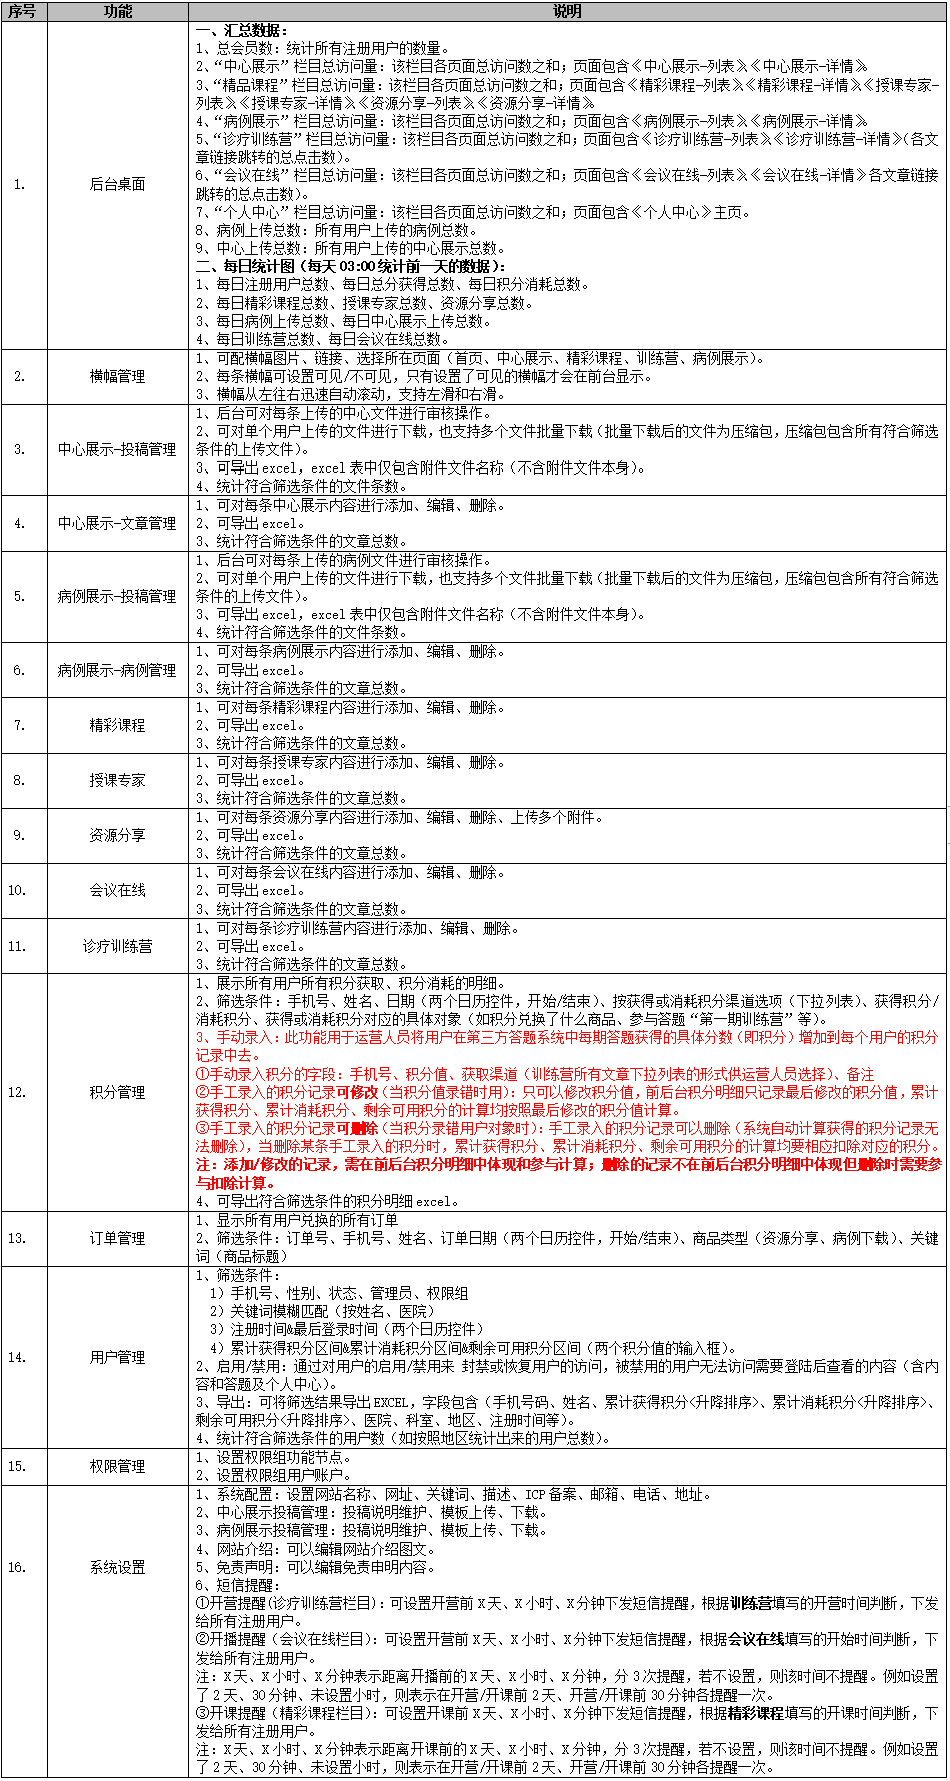 序号 功能 说明
1. 后台桌面
一、汇总数据：
1、总会员数：统计所有注册用户的数量。
2、“中心展示”栏目总访问量：该栏目各页面总访问数之和；页面包含《中心展示-列表》、《中心展示-详情》。
3、“精品课程”栏目总访问量：该栏目各页面总访问数之和；页面包含《精彩课程-列表》、《精彩课程-详情》、《授课专家-
列表》、《授课专家-详情》、《资源分享-列表》、《资源分享-详情》。
4、“病例展示”栏目总访问量：该栏目各页面总访问数之和；页面包含《病例展示-列表》、《病例展示-详情》。
5、“诊疗训练营”栏目总访问量：该栏目各页面总访问数之和；页面包含《诊疗训练营-列表》、《诊疗训练营-详情》（各文
章链接跳转的总点击数）。
6、“会议在线”栏目总访问量：该栏目各页面总访问数之和；页面包含《会议在线-列表》、《会议在线-详情》各文章链接
跳转的总点击数）。
7、“个人中心”栏目总访问量：该栏目各页面总访问数之和；页面包含《个人中心》主页。
8、病例上传总数：所有用户上传的病例总数。
9、中心上传总数：所有用户上传的中心展示总数。
二、每日统计图（每天 03:00 统计前一天的数据）：
1、每日注册用户总数、每日总分获得总数、每日积分消耗总数。
2、每日精彩课程总数、授课专家总数、资源分享总数。
3、每日病例上传总数、每日中心展示上传总数。
4、每日训练营总数、每日会议在线总数。
2. 横幅管理
1、可配横幅图片、链接、选择所在页面（首页、中心展示、精彩课程、训练营、病例展示）。
2、每条横幅可设置可见/不可见，只有设置了可见的横幅才会在前台显示。
3、横幅从左往右迅速自动滚动，支持左滑和右滑。
3. 中心展示-投稿管理
1、后台可对每条上传的中心文件进行审核操作。
2、可对单个用户上传的文件进行下载，也支持多个文件批量下载（批量下载后的文件为压缩包，压缩包包含所有符合筛选
条件的上传文件）。
3、可导出 excel，excel 表中仅包含附件文件名称（不含附件文件本身）。
4、统计符合筛选条件的文件条数。
4. 中心展示-文章管理
1、可对每条中心展示内容进行添加、编辑、删除。
2、可导出 excel。
3、统计符合筛选条件的文章总数。
5. 病例展示-投稿管理
1、后台可对每条上传的病例文件进行审核操作。
2、可对单个用户上传的文件进行下载，也支持多个文件批量下载（批量下载后的文件为压缩包，压缩包包含所有符合筛选
条件的上传文件）。
3、可导出 excel，excel 表中仅包含附件文件名称（不含附件文件本身）。
4、统计符合筛选条件的文件条数。
6. 病例展示-病例管理
1、可对每条病例展示内容进行添加、编辑、删除。
2、可导出 excel。
3、统计符合筛选条件的文章总数。
7. 精彩课程
1、可对每条精彩课程内容进行添加、编辑、删除。
2、可导出 excel。
3、统计符合筛选条件的文章总数。
8. 授课专家
1、可对每条授课专家内容进行添加、编辑、删除。
2、可导出 excel。
3、统计符合筛选条件的文章总数。
9. 资源分享
1、可对每条资源分享内容进行添加、编辑、删除、上传多个附件。
2、可导出 excel。
3、统计符合筛选条件的文章总数。
10. 会议在线
1、可对每条会议在线内容进行添加、编辑、删除。
2、可导出 excel。
3、统计符合筛选条件的文章总数。
11. 诊疗训练营
1、可对每条诊疗训练营内容进行添加、编辑、删除。
2、可导出 excel。
3、统计符合筛选条件的文章总数。
12. 积分管理
1、展示所有用户所有积分获取、积分消耗的明细。
2、筛选条件：手机号、姓名、日期（两个日历控件，开始/结束）、按获得或消耗积分渠道选项（下拉列表）、获得积分/
消耗积分、获得或消耗积分对应的具体对象（如积分兑换了什么商品、参与答题“第一期训练营”等）。
3、手动录入：此功能用于运营人员将用户在第三方答题系统中每期答题获得的具体分数（即积分）增加到每个用户的积分
记录中去。
①手动录入积分的字段：手机号、积分值、获取渠道（训练营所有文章下拉列表的形式供运营人员选择）、备注
②手工录入的积分记录可修改（当积分值录错时用）：只可以修改积分值，前后台积分明细只记录最后修改的积分值，累计
获得积分、累计消耗积分、剩余可用积分的计算均按照最后修改的积分值计算。
③手工录入的积分记录可删除（当积分录错用户对象时）：手工录入的积分记录可以删除（系统自动计算获得的积分记录无
法删除），当删除某条手工录入的积分时，累计获得积分、累计消耗积分、剩余可用积分的计算均要相应扣除对应的积分。
注：添加/修改的记录，需在前后台积分明细中体现和参与计算；删除的记录不在前后台积分明细中体现但删除时需要参
与扣除计算。
4、可导出符合筛选条件的积分明细 excel。
13. 订单管理
1、显示所有用户兑换的所有订单
2、筛选条件：订单号、手机号、姓名、订单日期（两个日历控件，开始/结束）、商品类型（资源分享、病例下载）、关键
词（商品标题）
14. 用户管理
1、筛选条件：
1）手机号、性别、状态、管理员、权限组
2）关键词模糊匹配（按姓名、医院）
3）注册时间&最后登录时间（两个日历控件）
4）累计获得积分区间&累计消耗积分区间&剩余可用积分区间（两个积分值的输入框）。
2、启用/禁用：通过对用户的启用/禁用来 封禁或恢复用户的访问，被禁用的用户无法访问需要登陆后查看的内容（含内
容和答题及个人中心）。
3、导出：可将筛选结果导出 EXCEL，字段包含（手机号码、姓名、累计获得积分<升降排序>、累计消耗积分<升降排序>、
剩余可用积分<升降排序>、医院、科室、地区、注册时间等）。
4、统计符合筛选条件的用户数（如按照地区统计出来的用户总数）。
15. 权限管理
1、设置权限组功能节点。
2、设置权限组用户账户。
16. 系统设置
1、系统配置：设置网站名称、网址、关键词、描述、ICP 备案、邮箱、电话、地址。
2、中心展示投稿管理：投稿说明维护、模板上传、下载。
3、病例展示投稿管理：投稿说明维护、模板上传、下载。
4、网站介绍：可以编辑网站介绍图文。
5、免责声明：可以编辑免责申明内容。
6、短信提醒：
①开营提醒(诊疗训练营栏目)：可设置开营前 X 天、X 小时、X 分钟下发短信提醒，根据训练营填写的开营时间判断，下发
给所有注册用户。
②开播提醒（会议在线栏目）：可设置开营前 X 天、X 小时、X 分钟下发短信提醒，根据会议在线填写的开始时间判断，下
发给所有注册用户。
注：X 天、X 小时、X 分钟表示距离开播前的 X 天、X 小时、X 分钟，分 3 次提醒，若不设置，则该时间不提醒。例如设置
了 2 天、30 分钟、未设置小时，则表示在开营/开课前 2 天、开营/开课前 30 分钟各提醒一次。
③开课提醒（精彩课程栏目）：可设置开课前 X 天、X 小时、X 分钟下发短信提醒，根据精彩课程填写的开课时间判断，下
发给所有注册用户。
注：X 天、X 小时、X 分钟表示距离开课前的 X 天、X 小时、X 分钟，分 3 次提醒，若不设置，则该时间不提醒。例如设置
了 2 天、30 分钟、未设置小时，则表示在开营/开课前 2 天、开营/开课前 30 分钟各提醒一次。